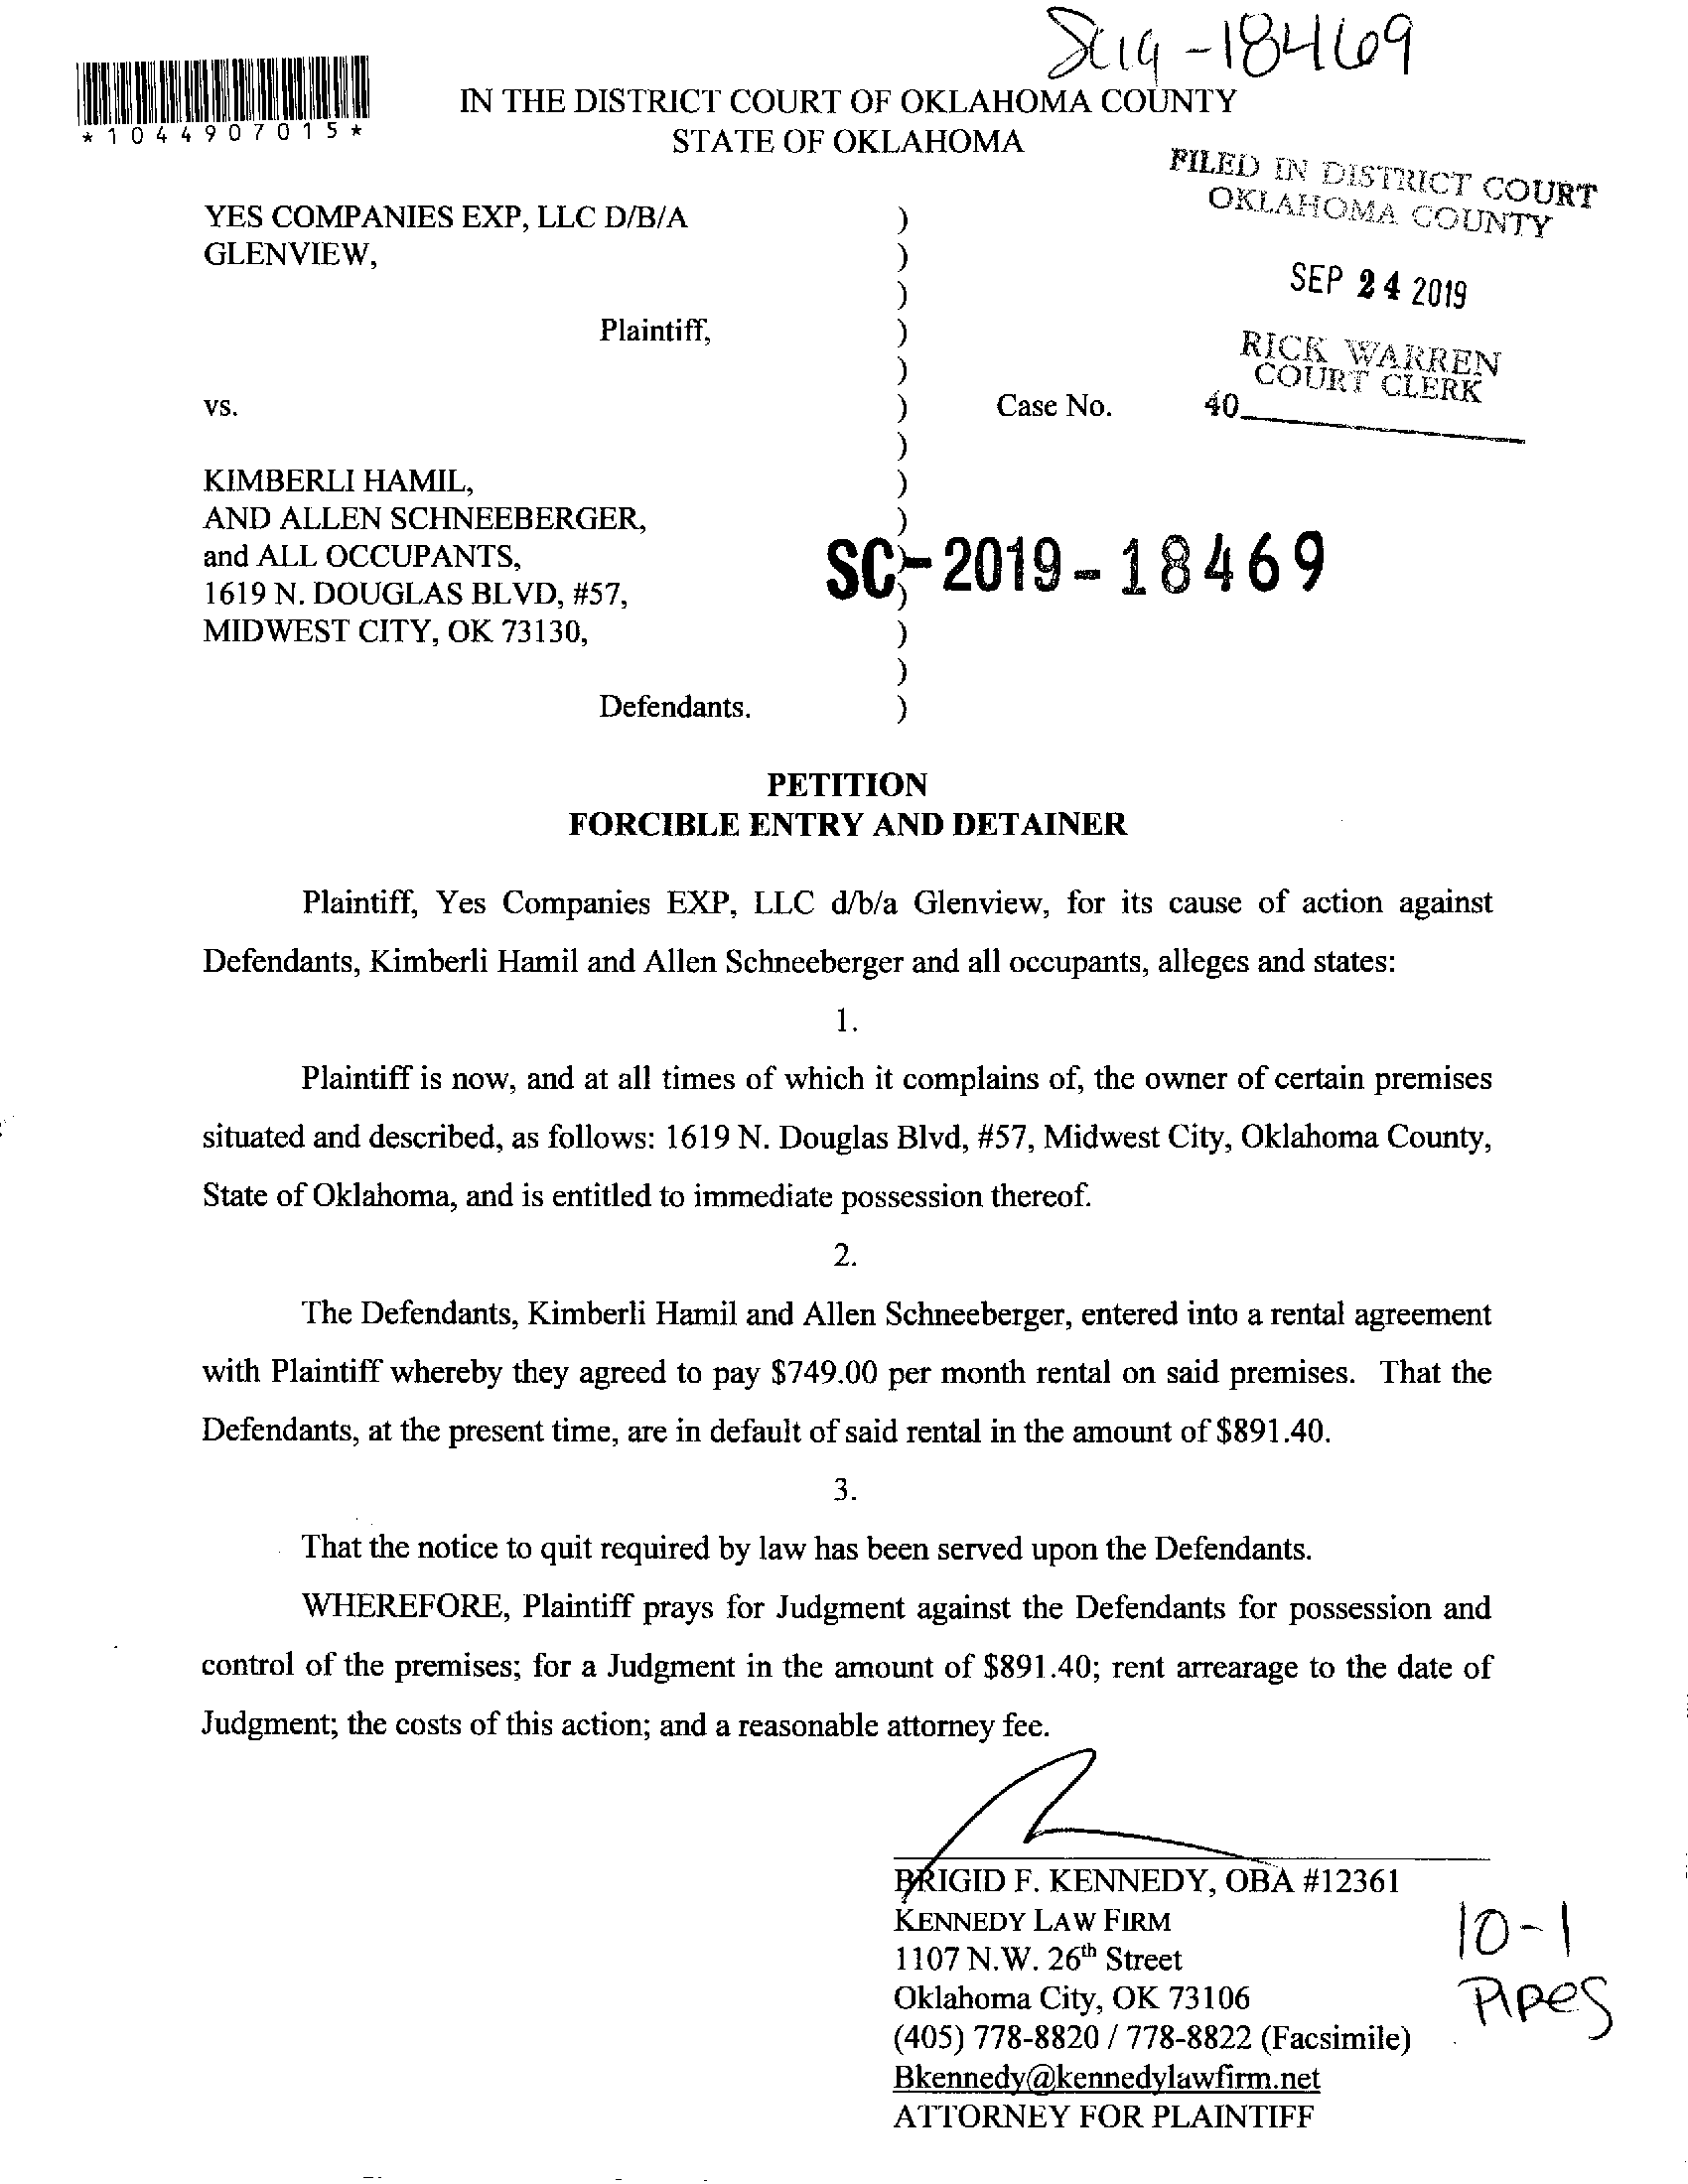 SC19-18469
*1044907015*
IN THE DISTRICT COURT OF OKLAHOMA COUNTY
STATE OF OKLAHOMA
FILED IN DISTRICT COURT
OKLAHOMA COUNTY
SEP 24 2019
RICK WARREN
COURT CLERK
40
YES COMPANIES EXP, LLC D/B/A )
GLENVIEW, )
)
Plaintiff, )
)
vs. ) Case No.
)
KIMBERLI HAMIL, )
AND ALLEN SCHNEEBERGER, )
and ALL OCCUPANTS, SC-2019-18469
1619 N. DOUGLAS BLVD, #57, )
MIDWEST CITY, OK 73130, )
)
Defendants. )
PETITION
FORCIBLE ENTRY AND DETAINER
Plaintiff, Yes Companies EXP, LLC d/b/a Glenview, for its cause of action against
Defendants, Kimberli Hamil and Allen Schneeberger and all occupants, alleges and states:
1.
Plaintiff is now, and at all times of which it complains of, the owner of certain premises
situated and described, as follows: 1619 N. Douglas Blvd, #57, Midwest City, Oklahoma County,
State of Oklahoma, and is entitled to immediate possession thereof.
2.
The Defendants, Kimberli Hamil and Allen Schneeberger, entered into a rental agreement
with Plaintiff whereby they agreed to pay $749.00 per month rental on said premises. That the
Defendants, at the present time, are in default of said rental in the amount of $891.40.
3.
That the notice to quit required by law has been served upon the Defendants.
WHEREFORE, Plaintiff prays for Judgment against the Defendants for possession and
control of the premises; for a Judgment in the amount of $891.40; rent arrearage to the date of
Judgment; the costs of this action; and a reasonable attorney fee.
BRIGID F. KENNEDY, OBA #12361
KENNEDY LAW FIRM
1107 N.W. 26th Street
Oklahoma City, OK 73106
(405) 778-8820 / 778-8822 (Facsimile)
Bkennedy@kennedylawfirm.net
ATTORNEY FOR PLAINTIFF
10-1
Pipes